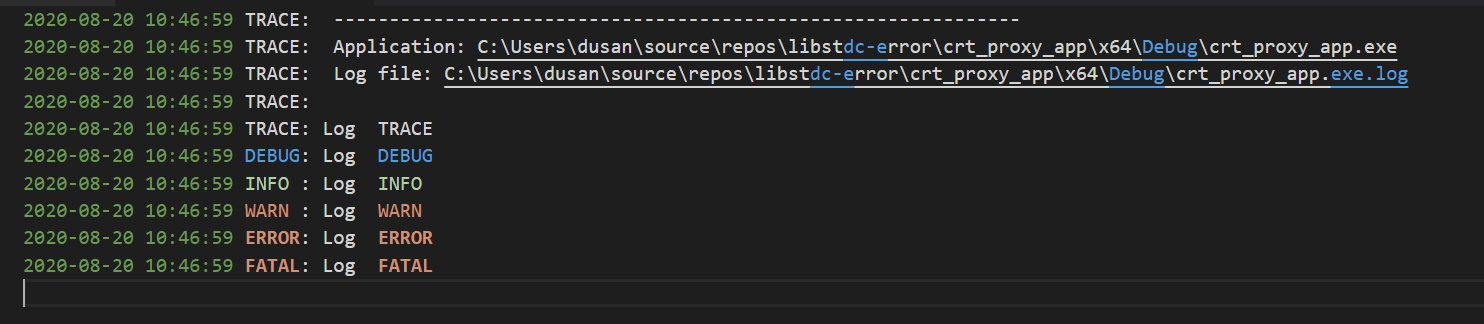 2020-08-20 10:46:59 TRACE:  --------------------------------------------------------------
2020-08-20 10:46:59 TRACE:  Application: C:\Users\dusan\source\repos\libstdc-error\crt_proxy_app\x64\Debug\crt_proxy_app.exe
2020-08-20 10:46:59 TRACE:  Log file: C:\Users\dusan\source\repos\libstdc-error\crt_proxy_app\x64\Debug\crt_proxy_app.exe.log
2020-08-20 10:46:59 TRACE:
2020-08-20 10:46:59 TRACE: Log  TRACE
2020-08-20 10:46:59 DEBUG: Log  DEBUG
2020-08-20 10:46:59 INFO : Log  INFO
2020-08-20 10:46:59 WARN : Log  WARN
2020-08-20 10:46:59 ERROR: Log  ERROR
2020-08-20 10:46:59 FATAL: Log  FATAL